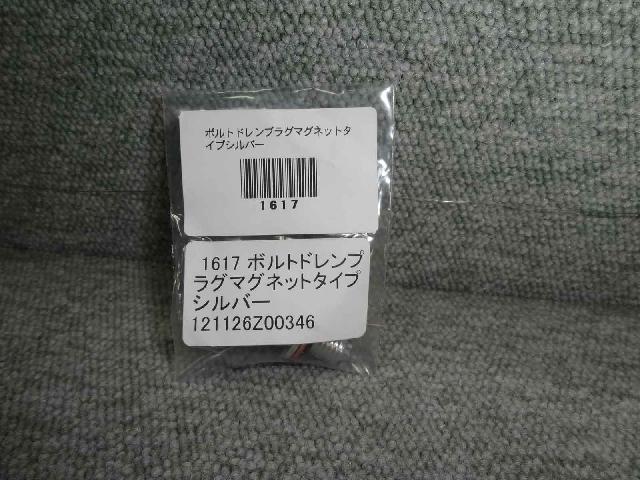 ボルトドレンプラグマグネットタ
イプシルバー
1617
1617 ボルトドレンプ
ラグマグネットタイプ
シルバー
121126Z00346